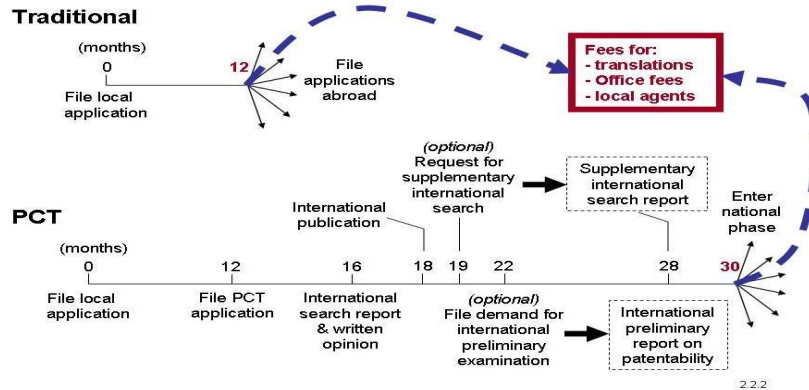 Traditional
(months)
0
12
File local
application
File
applications
abroad
Fees for:
- translations
- Office fees
- local agents
(optional)
Request for
supplementary
international
search
Supplementary
international
search report
Enter
national
phase
International
publication
PCT
(months)
0
12
16
18
19
22
28
30
File local
application
File PCT
application
International
search report
& written
opinion
(optional)
File demand for
international
preliminary
examination
International
preliminary
report on
patentability
2.2.2